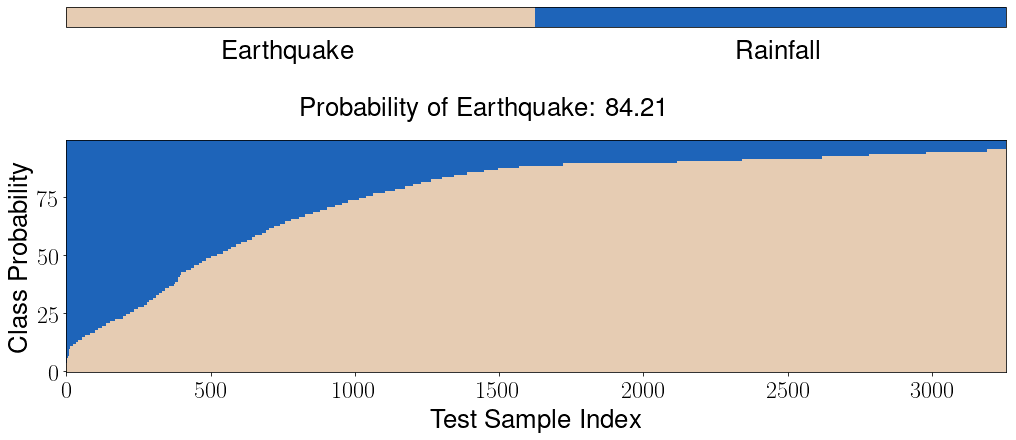 Earthquake Rainfall
Probability of Earthquake: 84.21
Class Probability
75
50
25
0
0 500 1000 1500 2000 2500 3000
Test Sample Index